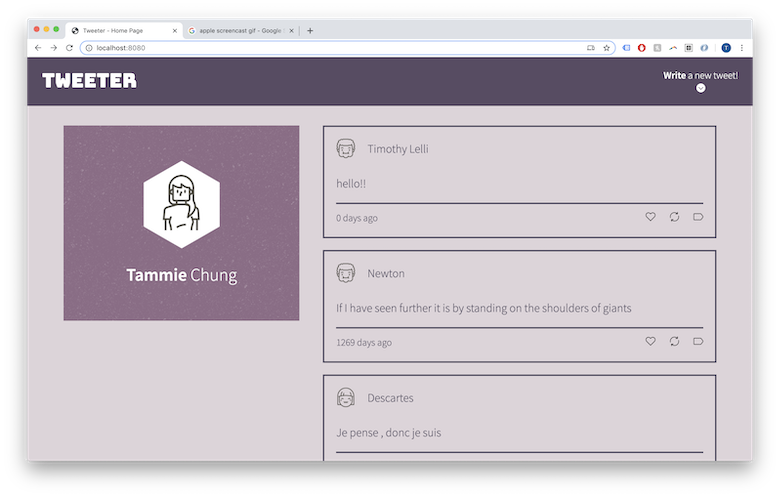 Tweeter - Home Page
apple screencast gif - Google S
localhost:8080
T
TWEETER
Write a new tweet!
Tammie Chung
Timothy Lelli
hello!!
0 days ago
Newton
If I have seen further it is by standing on the shoulders of giants
1269 days ago
Descartes
Je pense , donc je suis